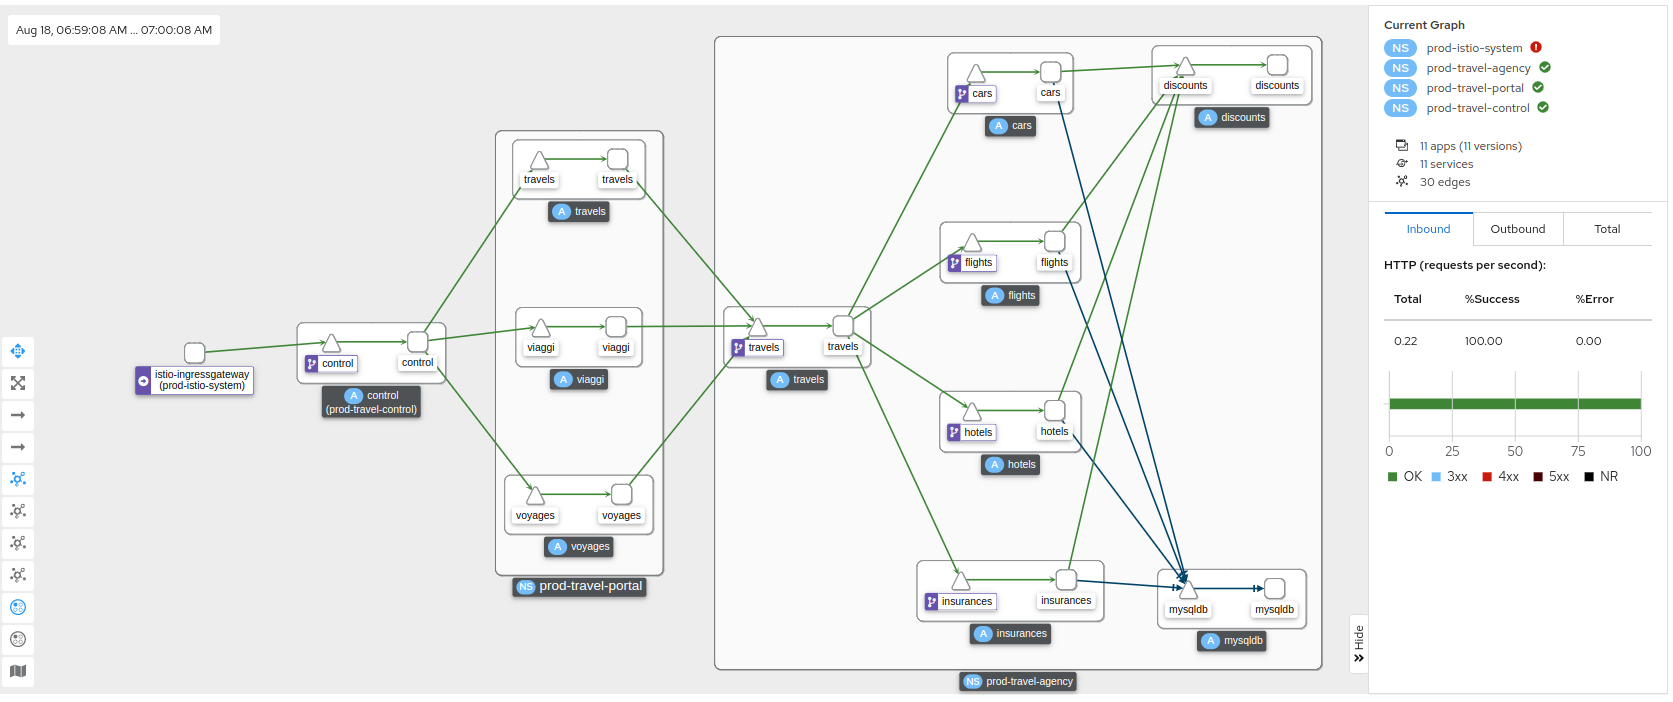 Aug 18, 06:59:08 AM ... 07:00:08 AM
istio-ingressgateway
(prod-istio-system)
control
control
A control
(prod-travel-control)
travels
travels
A travels
viaggi
viaggi
A viaggi
voyages
voyages
A voyages
NS prod-travel-portal
travels
travels
A travels
cars
cars
A cars
discounts
discounts
A discounts
flights
flights
A flights
hotels
hotels
A hotels
insurances
insurances
A insurances
mysqldb
mysqldb
A mysqldb
NS prod-travel-agency
Hide
Current Graph
NS prod-istio-system
NS prod-travel-agency
NS prod-travel-portal
NS prod-travel-control
11 apps (11 versions)
11 services
30 edges
Inbound Outbound Total
HTTP (requests per second):
Total %Success %Error
0.22 100.00 0.00
0 25 50 75 100
OK 3xx 4xx 5xx NR